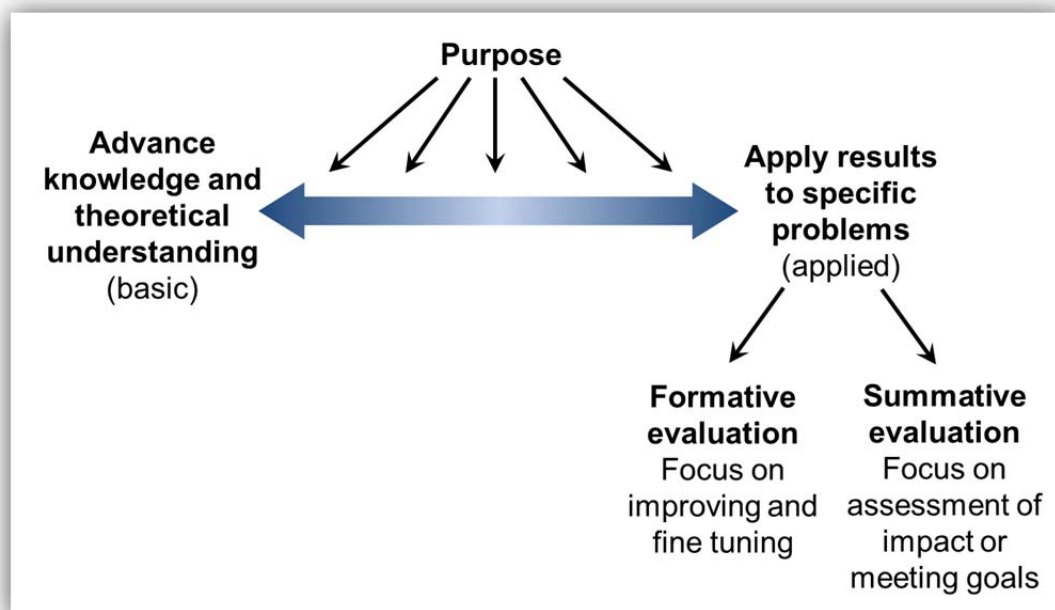 Purpose
Advance
knowledge and
theoretical
understanding
(basic)
Apply results
to specific
problems
(applied)
Formative
evaluation
Focus on
improving and
fine tuning
Summative
evaluation
Focus on
assessment of
impact or
meeting goals